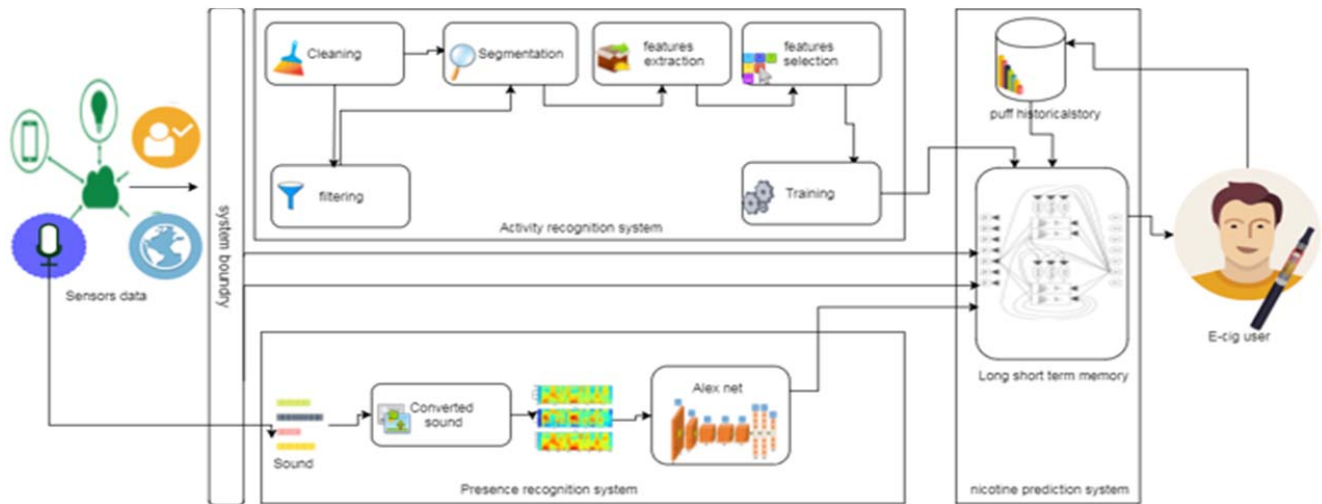 Cleaning
Segmentation
features
extraction
features
selection
filtering
Training
Activity recognition system
puff historicalstory
Long short term memory
E-cig user
Sensors data
system boundry
Sound
Converted
sound
Alex net
Presence recognition system
nicotine prediction system